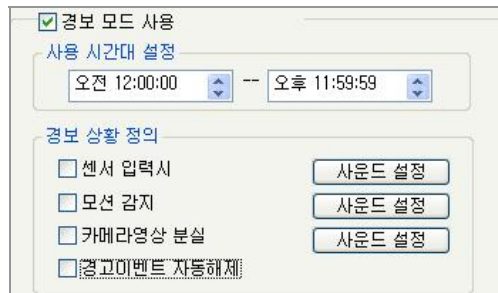 경보 모드 사용
사용 시간대 설정
오전 12:00:00 -- 오후 11:59:59
경보 상황 정의
센서 입력시 사운드 설정
모션 감지 사운드 설정
카메라영상 분실 사운드 설정
경고이벤트 자동해제